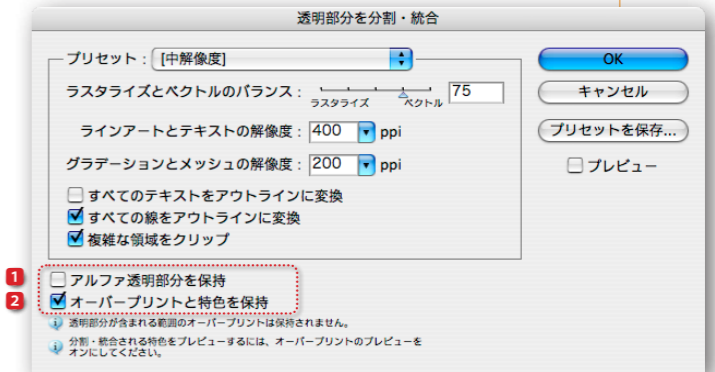 透明部分を分割・統合
プリセット： [中解像度]
OK
ラスタライズとベクトルのバランス： 75
ラスタライズ ベクトル
キャンセル
ラインアートとテキストの解像度： 400 ppi
プリセットを保存...
グラデーションとメッシュの解像度： 200 ppi
プレビュー
すべてのテキストをアウトラインに変換
すべての線をアウトラインに変換
複雑な領域をクリップ
1 アルファ透明部分を保持
2 オーバープリントと特色を保持
透明部分が含まれる範囲のオーバープリントは保持されません。
分割・統合される特色をプレビューするには、オーバープリントのプレビューを
オンにしてください。